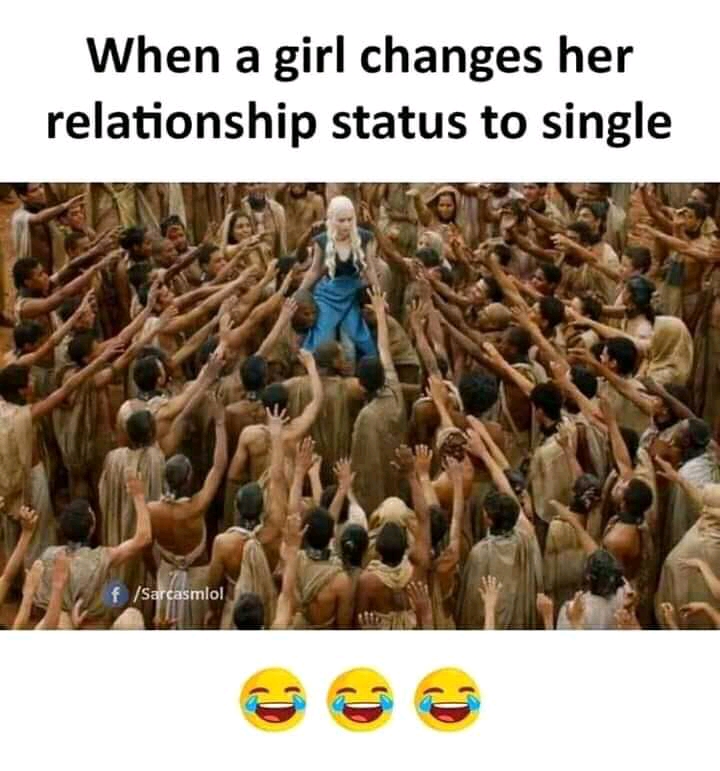 When a girl changes her
relationship status to single
f /Sarcasmlol